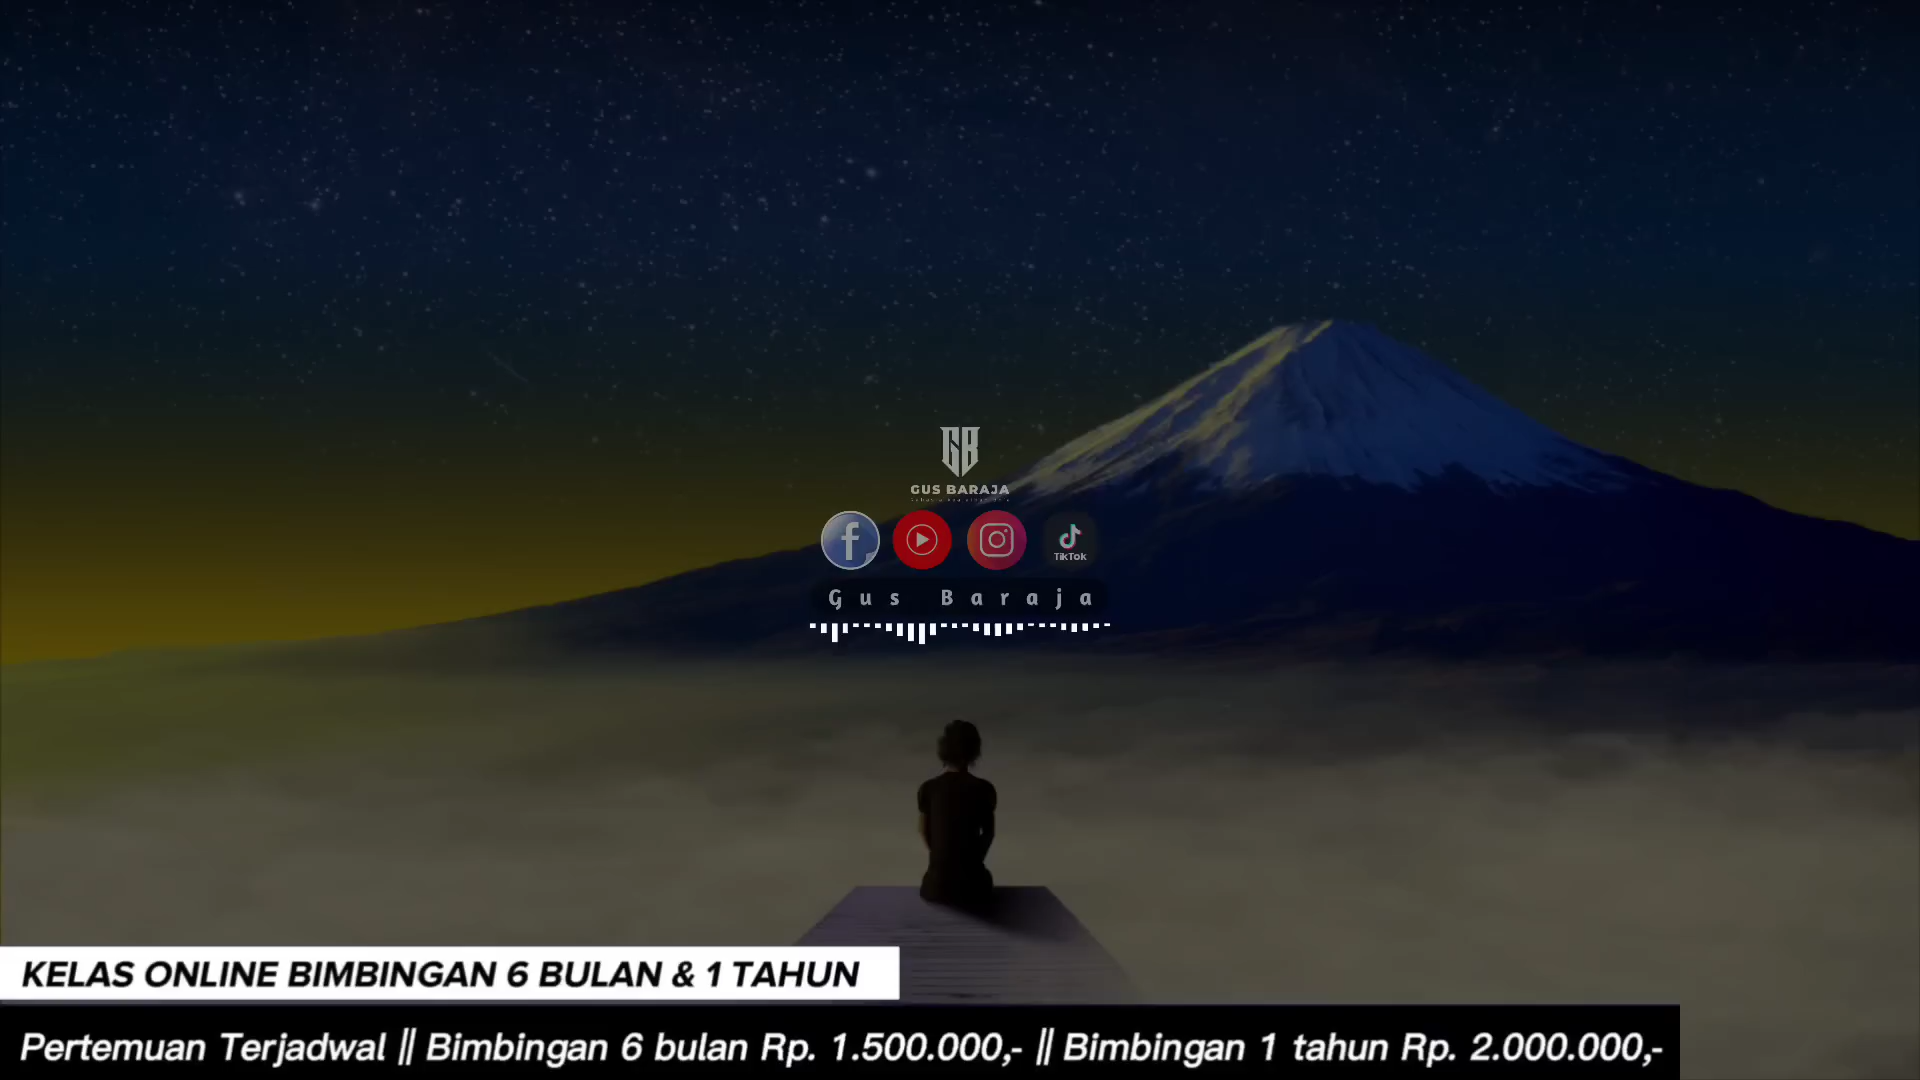 GUS BARAJA
TikTok
Gus Baraja
KELAS ONLINE BIMBINGAN 6 BULAN & 1 TAHUN
Pertemuan Terjadwal || Bimbingan 6 bulan Rp. 1.500.000,- || Bimbingan 1 tahun Rp. 2.000.000,-